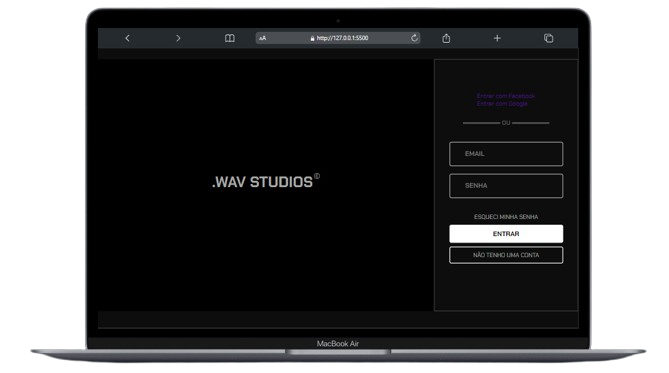 AA
http://127.0.0.1:5500
Entrar com Facebook
Entrar com Google
OU
.WAV STUDIOS©
EMAIL
SENHA
ESQUECI MINHA SENHA
ENTRAR
NÃO TENHO UMA CONTA
MacBook Air